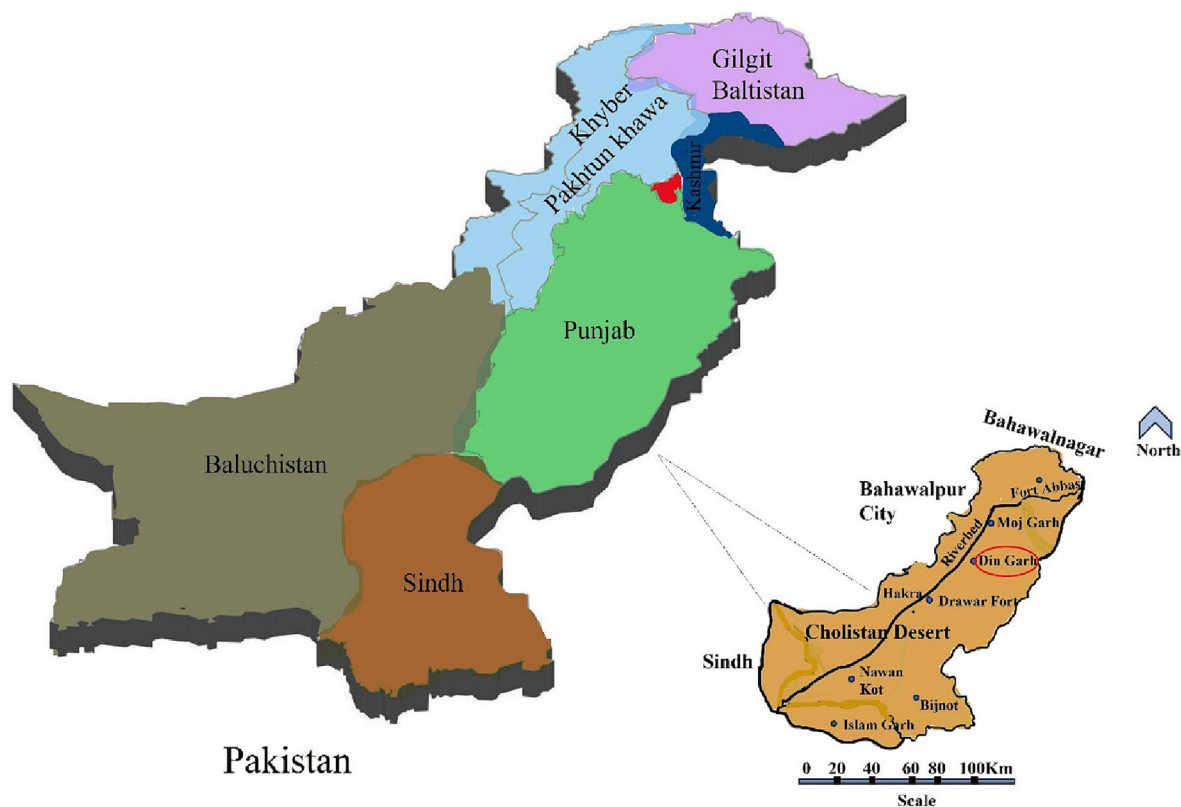 Gilgit
Baltistan
Khyber
Pakhtun khawa
Kashmir
Punjab
Baluchistan
Sindh
Pakistan
North
Bahawalnagar
Bahawalpur
City
Fort Abbas
Moj Garh
Riverbed
Din Garh
Hakra
Drawar Fort
Cholistan Desert
Sindh
Nawan
Kot
Bijnot
Islam Garh
0 20 40 60 80 100Km
Scale